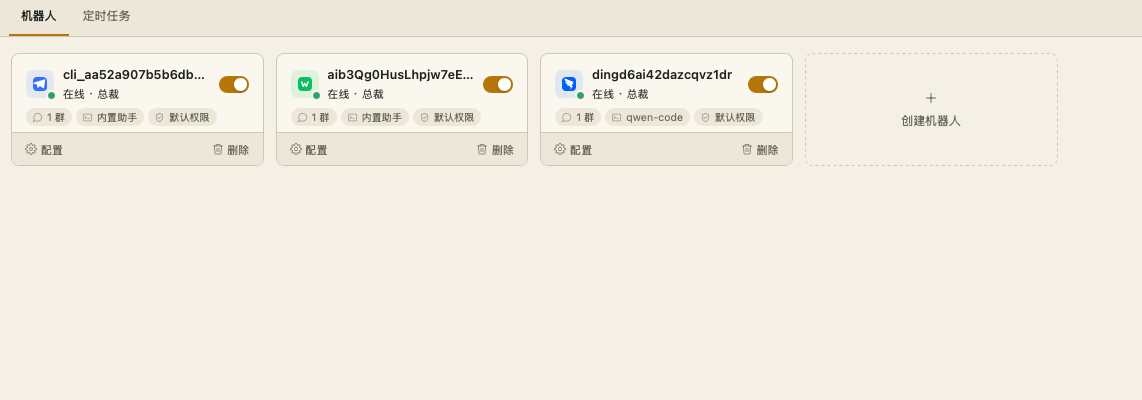 机器人 定时任务
cli_aa52a907b5b6db...
在线 · 总裁
1 群 内置助手 默认权限
配置 删除
aib3Qg0HusLhpjw7eE...
在线 · 总裁
1 群 内置助手 默认权限
配置 删除
dingd6ai42dazcqvz1dr
在线 · 总裁
1 群 qwen-code 默认权限
配置 删除
+
创建机器人